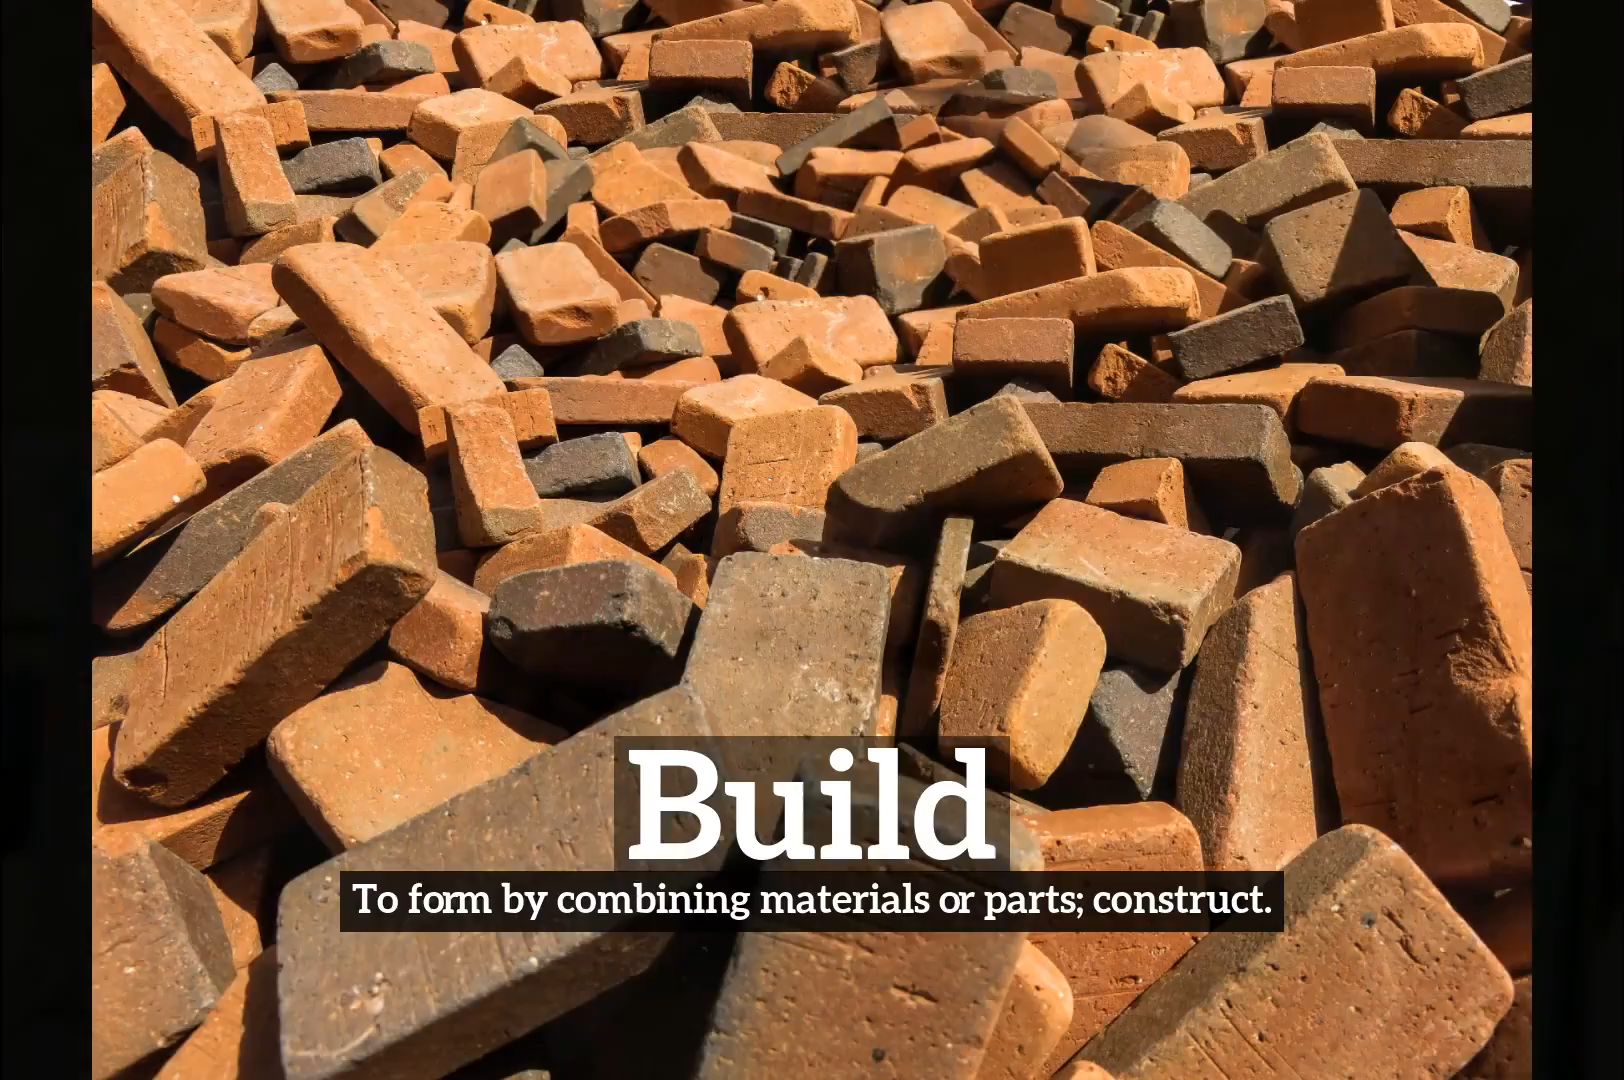 Build
To form by combining materials or parts; construct.